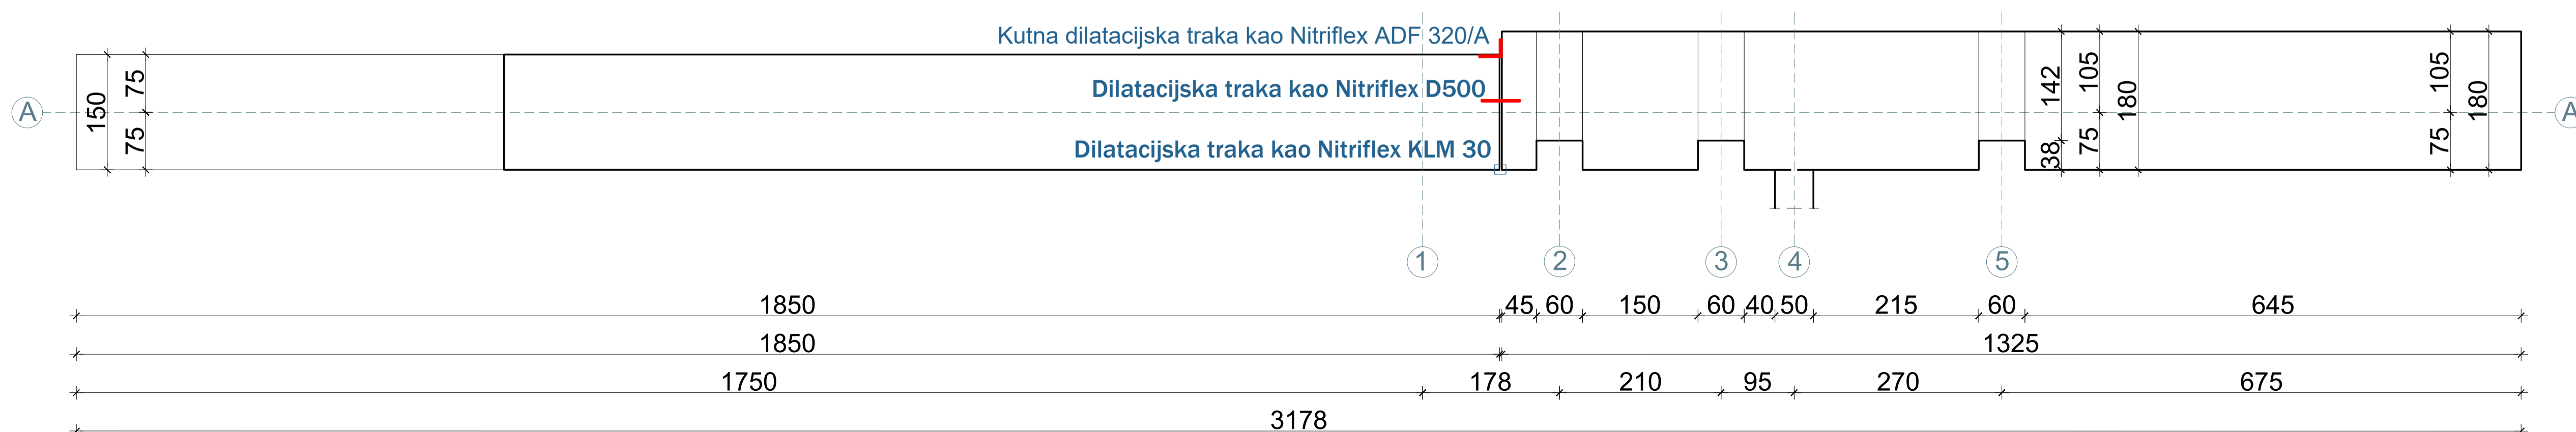 Kutna dilatacijska traka kao Nitriflex ADF 320/A
Dilatacijska traka kao Nitriflex D500
Dilatacijska traka kao Nitriflex KLM 30
A
150
75
75
142
38
105
75
180
105
75
180
A
1 2 3 4 5
1850 45 60 150 60 40 50 215 60 645
1850 1325
1750 178 210 95 270 675
3178